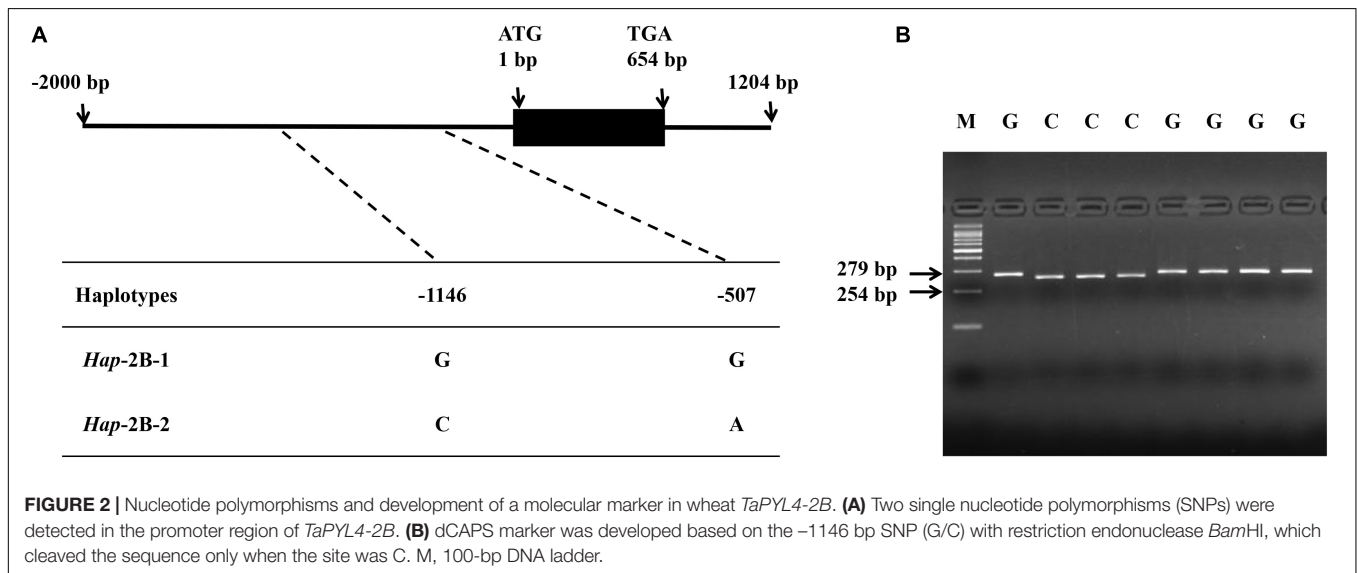 A
B
ATG
1 bp
TGA
654 bp
-2000 bp
1204 bp
Haplotypes -1146 -507
Hap-2B-1 G G
Hap-2B-2 C A
M G C C C G G G G
279 bp
254 bp
FIGURE 2 | Nucleotide polymorphisms and development of a molecular marker in wheat TaPYL4-2B. (A) Two single nucleotide polymorphisms (SNPs) were
detected in the promoter region of TaPYL4-2B. (B) dCAPS marker was developed based on the –1146 bp SNP (G/C) with restriction endonuclease BamHI, which
cleaved the sequence only when the site was C. M, 100-bp DNA ladder.